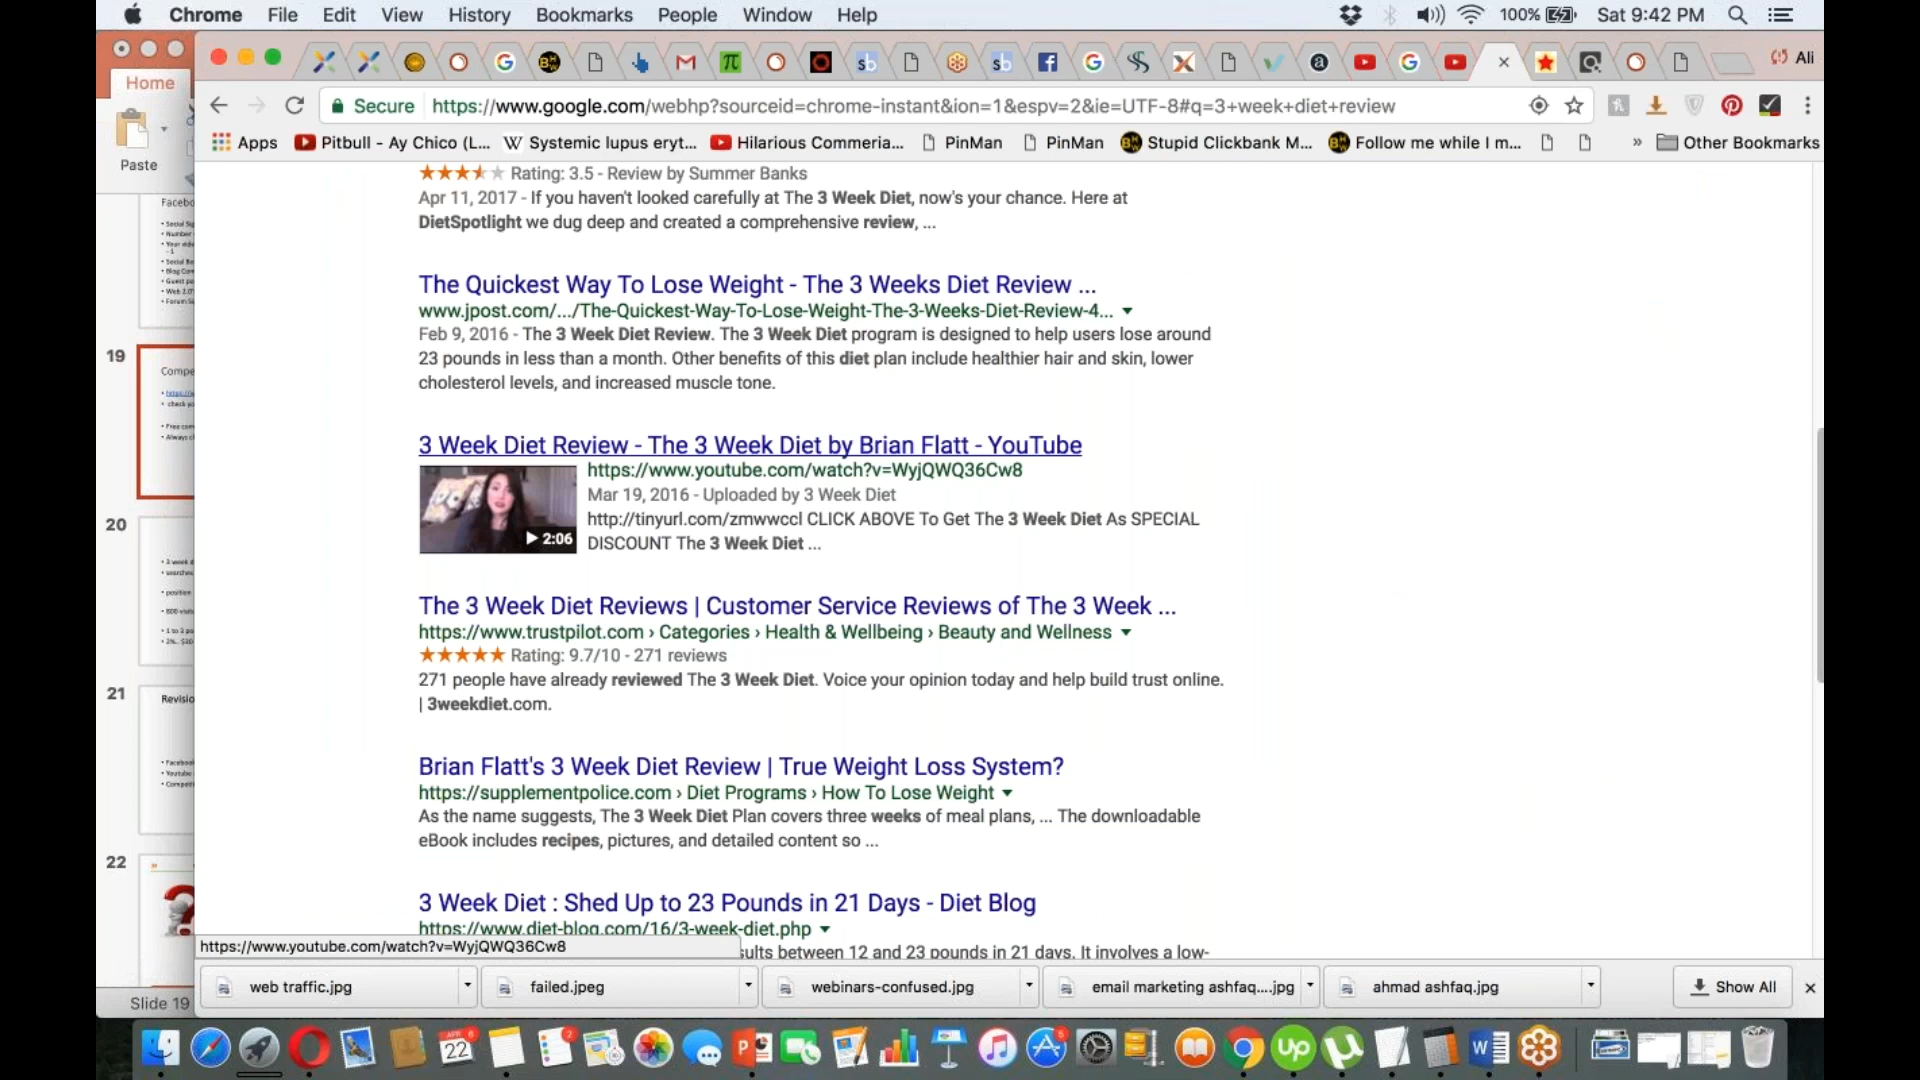 Chrome File Edit View History Bookmarks People Window Help 100% Sat 9:42 PM
Home
Ali
Secure https://www.google.com/webhp?sourceid=chrome-instant&ion=1&espv=2&ie=UTF-8#q=3+week+diet+review
Apps Pitbull - Ay Chico (L... Systemic lupus eryt... Hilarious Commeria... PinMan PinMan Stupid Clickbank M... Follow me while I m... » Other Bookmarks
Paste
Rating: 3.5 - Review by Summer Banks
Apr 11, 2017 - If you haven't looked carefully at The 3 Week Diet, now's your chance. Here at
DietSpotlight we dug deep and created a comprehensive review, ...
The Quickest Way To Lose Weight - The 3 Weeks Diet Review ...
www.jpost.com/.../The-Quickest-Way-To-Lose-Weight-The-3-Weeks-Diet-Review-4...
Feb 9, 2016 - The 3 Week Diet Review. The 3 Week Diet program is designed to help users lose around
23 pounds in less than a month. Other benefits of this diet plan include healthier hair and skin, lower
cholesterol levels, and increased muscle tone.
3 Week Diet Review - The 3 Week Diet by Brian Flatt - YouTube
https://www.youtube.com/watch?v=WyjQWQ36Cw8
Mar 19, 2016 - Uploaded by 3 Week Diet
http://tinyurl.com/zmwwccl CLICK ABOVE To Get The 3 Week Diet As SPECIAL
DISCOUNT The 3 Week Diet ...
2:06
The 3 Week Diet Reviews | Customer Service Reviews of The 3 Week ...
https://www.trustpilot.com › Categories › Health & Wellbeing › Beauty and Wellness
Rating: 9.7/10 - 271 reviews
271 people have already reviewed The 3 Week Diet. Voice your opinion today and help build trust online.
| 3weekdiet.com.
Brian Flatt's 3 Week Diet Review | True Weight Loss System?
https://supplementpolice.com › Diet Programs › How To Lose Weight
As the name suggests, The 3 Week Diet Plan covers three weeks of meal plans, ... The downloadable
eBook includes recipes, pictures, and detailed content so ...
3 Week Diet : Shed Up to 23 Pounds in 21 Days - Diet Blog
https://www.diet-blog.com/16/3-week-diet.php
https://www.youtube.com/watch?v=WyjQWQ36Cw8
sults between 12 and 23 pounds in 21 days. It involves a low-
19
20
21
22
web traffic.jpg failed.jpeg webinars-confused.jpg email marketing ashfaq....jpg ahmad ashfaq.jpg Show All
Slide 19